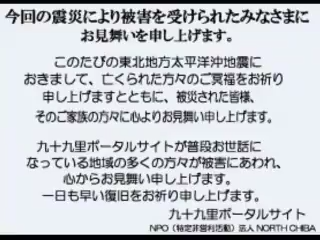 今回の震災により被害を受けられたみなさまに
お見舞いを申し上げます。
このたびの東北地方太平洋沖地震に
おきまして、亡くられた方々のご冥福をお祈り
申し上げますとともに、被災された皆様、
そのご家族の方々に心よりお見舞い申し上げます。
九十九里ポータルサイトが普段お世話に
なっている地域の多くの方々が被害にあわれ、
心からお見舞い申し上げます。
一日も早い復旧をお祈り申し上げます。
九十九里ポータルサイト
NPO（特定非営利活動）法人 NORTH CHIBA